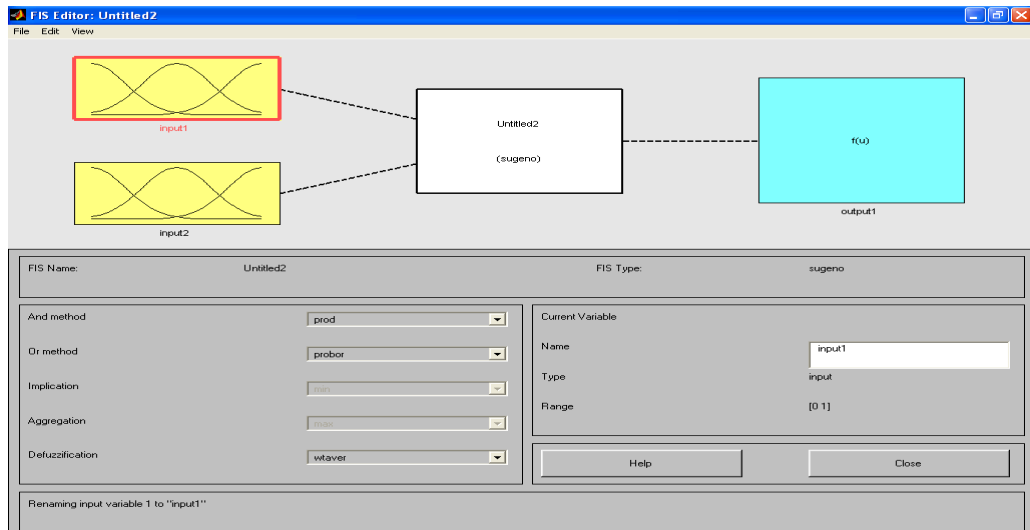 FIS Editor: Untitled2
File Edit View
input1
input2
Untitled2
(sugeno)
f(u)
output1
FIS Name: Untitled2 FIS Type: sugeno
And method prod
Or method probor
Implication min
Aggregation max
Defuzzification wtaver
Current Variable
Name input1
Type input
Range [0 1]
Help Close
Renaming input variable 1 to "input1"